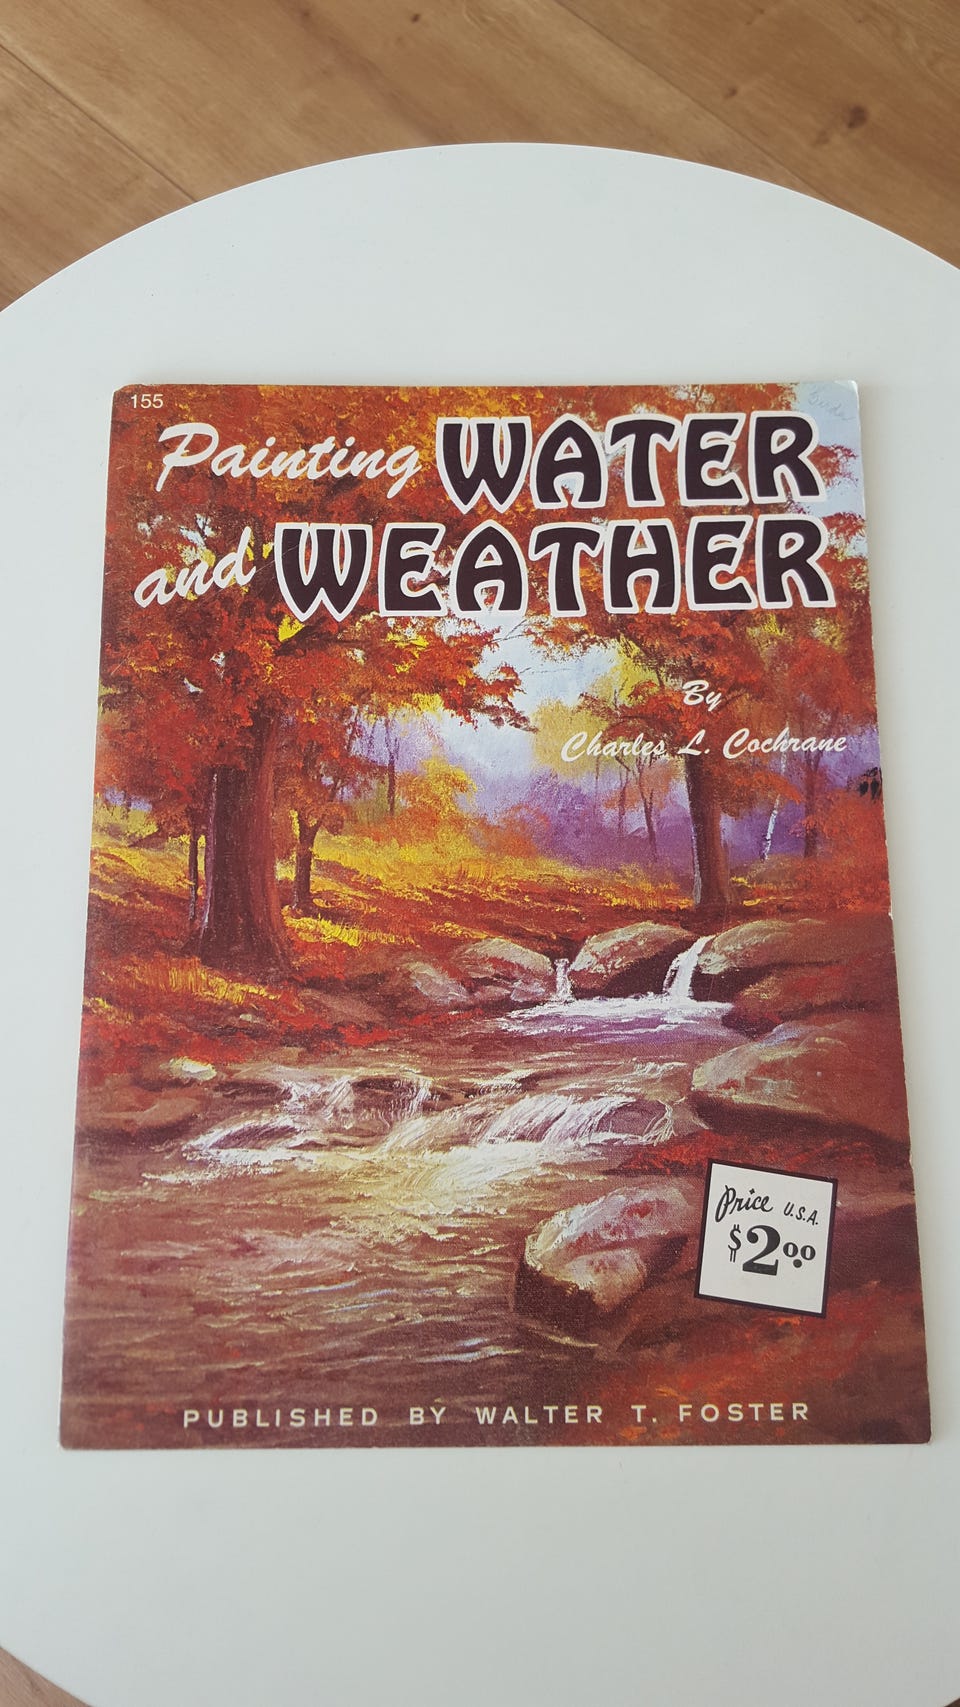 155
Painting WATER
and WEATHER
By
Charles L. Cochrane
Price U.S.A.
$2.00
PUBLISHED BY WALTER T. FOSTER